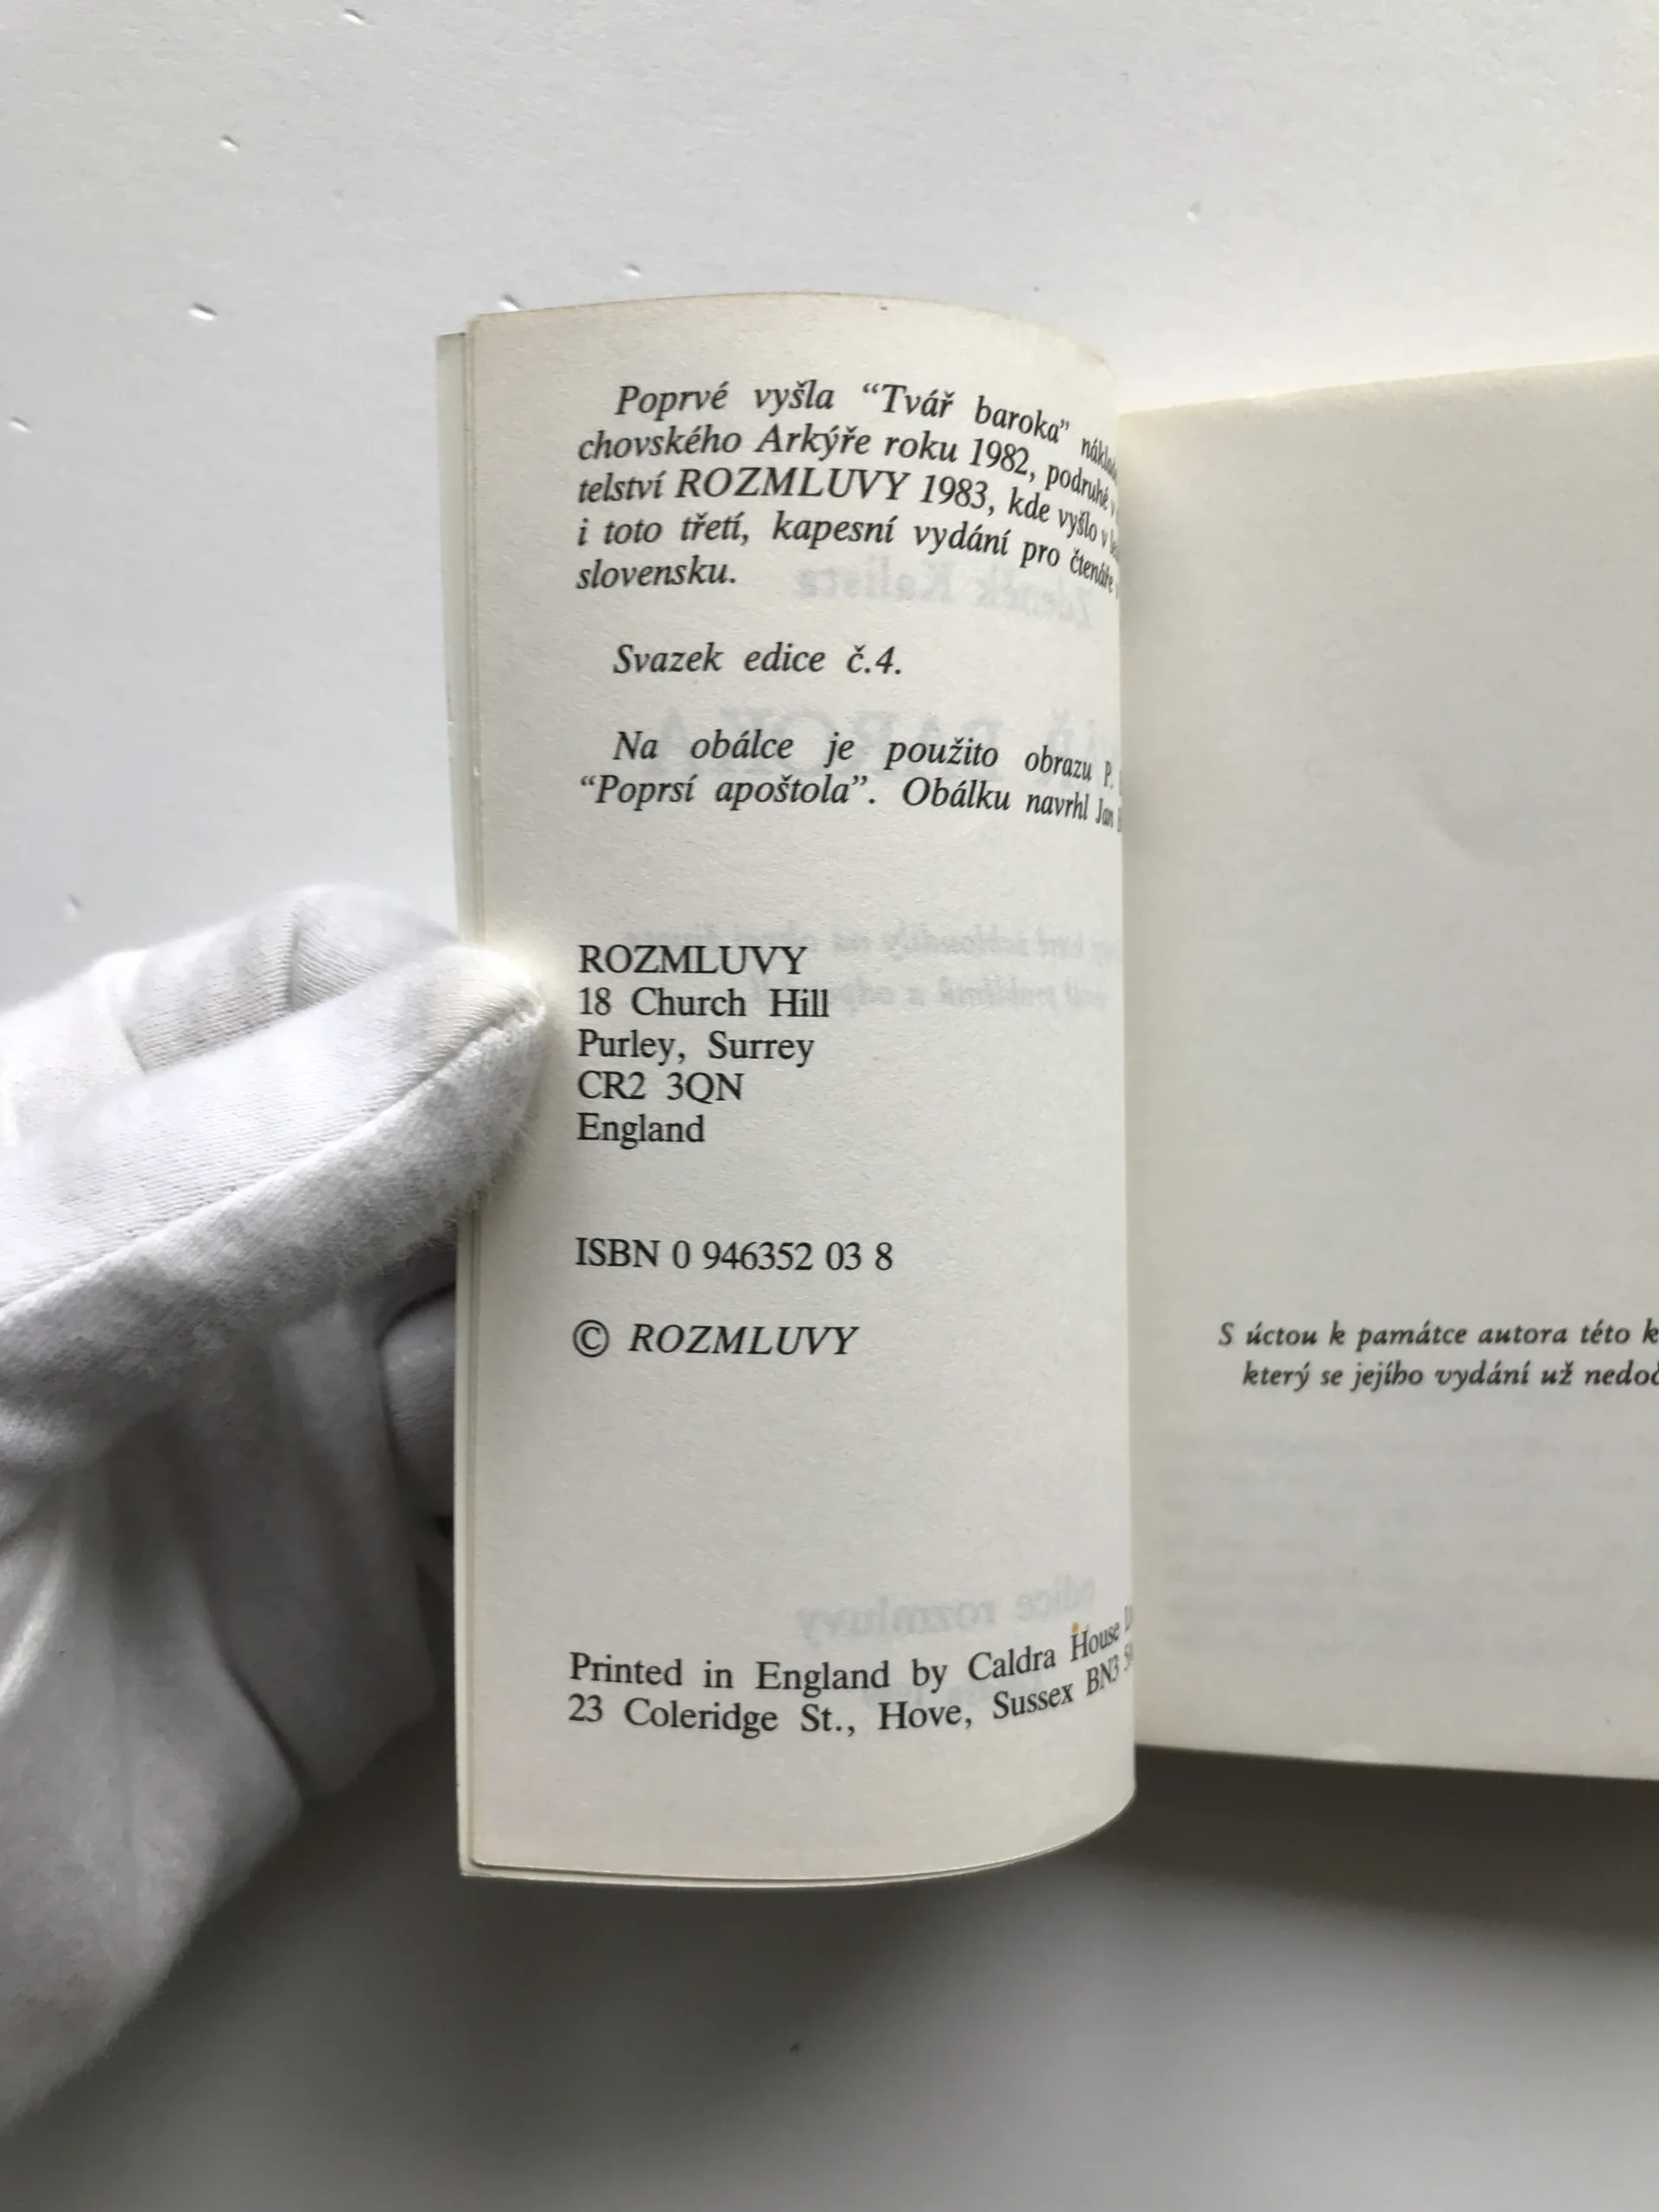 Poprvé vyšla “Tvář baroka”
chovského Arkýře roku 1982, podruhé v
telství ROZMLUVY 1983, kde vyšlo v
i toto třetí, kapesní vydání pro čtenáře v
slovensku.
Svazek edice č.4.
Na obálce je použito obrazu P.
“Poprsí apoštola”. Obálku navrhl Jan
ROZMLUVY
18 Church Hill
Purley, Surrey
CR2 3QN
England
ISBN 0 946352 03 8
© ROZMLUVY
Printed in England by Caldra House
23 Coleridge St., Hove, Sussex BN3
S úctou k památce autora této
který se jejího vydání už